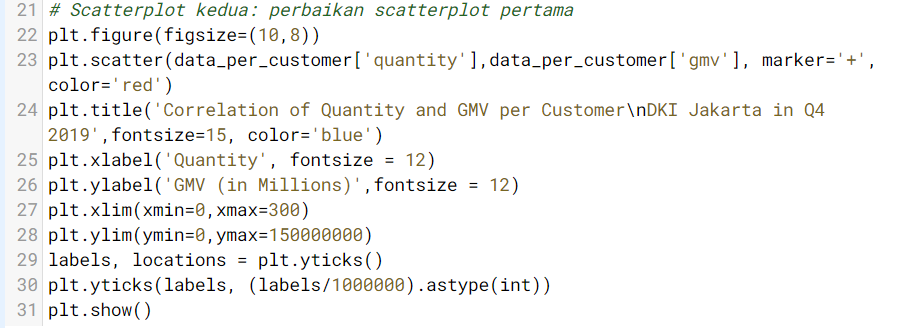 21 # Scatterplot kedua: perbaikan scatterplot pertama
22 plt.figure(figsize=(10,8))
23 plt.scatter(data_per_customer['quantity'],data_per_customer['gmv'], marker='+',
color='red')
24 plt.title('Correlation of Quantity and GMV per Customer\nDKI Jakarta in Q4
2019',fontsize=15, color='blue')
25 plt.xlabel('Quantity', fontsize = 12)
26 plt.ylabel('GMV (in Millions)',fontsize = 12)
27 plt.xlim(xmin=0,xmax=300)
28 plt.ylim(ymin=0,ymax=150000000)
29 labels, locations = plt.yticks()
30 plt.yticks(labels, (labels/1000000).astype(int))
31 plt.show()